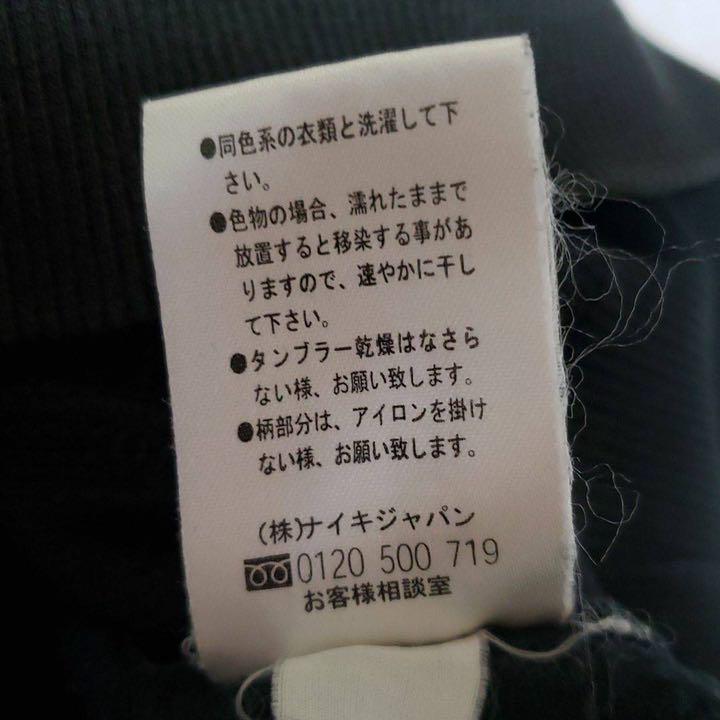 ●同色系の衣類と洗濯して下
さい。
●色物の場合、濡れたままで
放置すると移染する事があ
りますので、速やかに干し
て下さい。
●タンブラー乾燥はなさら
ない様、お願い致します。
●柄部分は、アイロンを掛け
ない様、お願い致します。
(株)ナイキジャパン
0120 500 719
お客様相談室